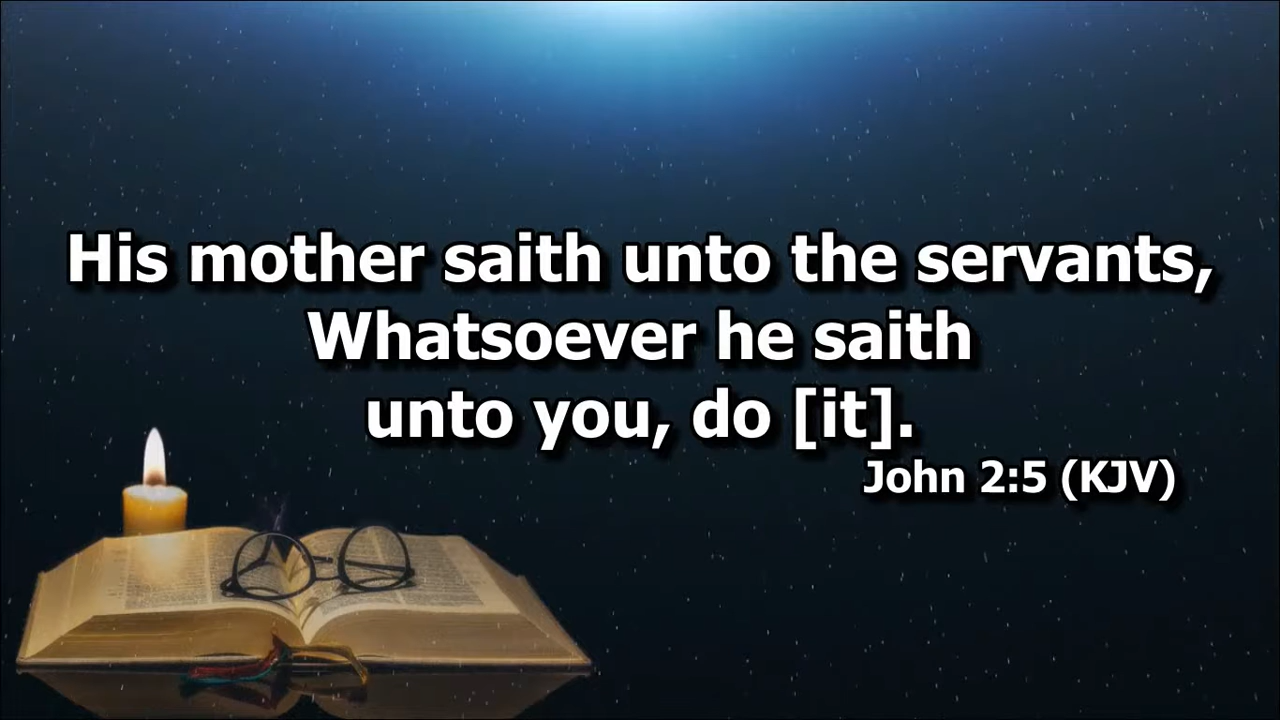 His mother saith unto the servants,
Whatsoever he saith
unto you, do [it].
John 2:5 (KJV)